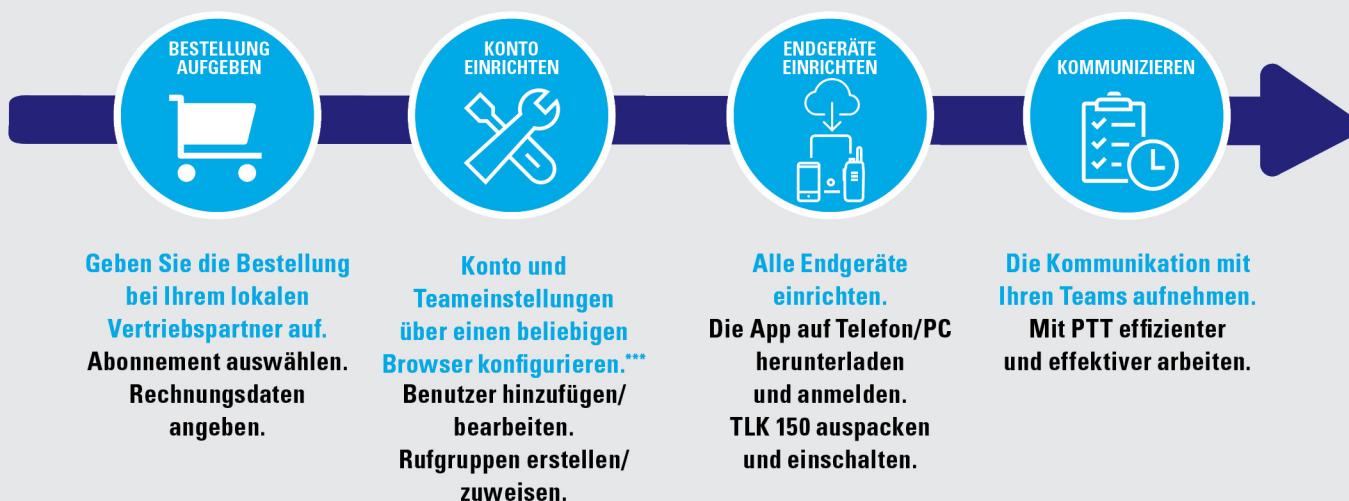 BESTELLUNG
AUFGEBEN
KONTO
EINRICHTEN
ENDGERÄTE
EINRICHTEN
KOMMUNIZIEREN
Geben Sie die Bestellung
bei Ihrem lokalen
Vertriebspartner auf.
Abonnement auswählen.
Rechnungsdaten
angeben.
Konto und
Teameinstellungen
über einen beliebigen
Browser konfigurieren.***
Benutzer hinzufügen/
bearbeiten.
Rufgruppen erstellen/
zuweisen.
Alle Endgeräte
einrichten.
Die App auf Telefon/PC
herunterladen
und anmelden.
TLK 150 auspacken
und einschalten.
Die Kommunikation mit
Ihren Teams aufnehmen.
Mit PTT effizienter
und effektiver arbeiten.